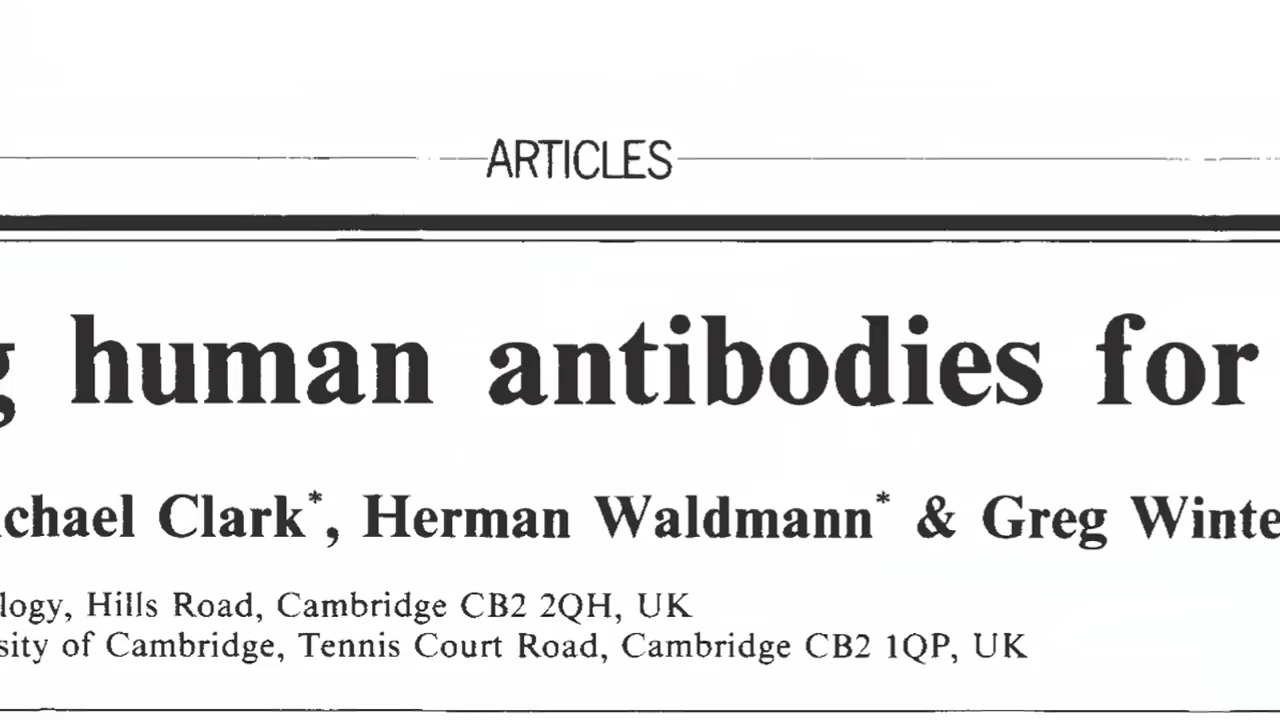 ARTICLES
g human antibodies for
ichael Clark*, Herman Waldmann* & Greg Winte
logy, Hills Road, Cambridge CB2 2QH, UK
sity of Cambridge, Tennis Court Road, Cambridge CB2 1QP, UK